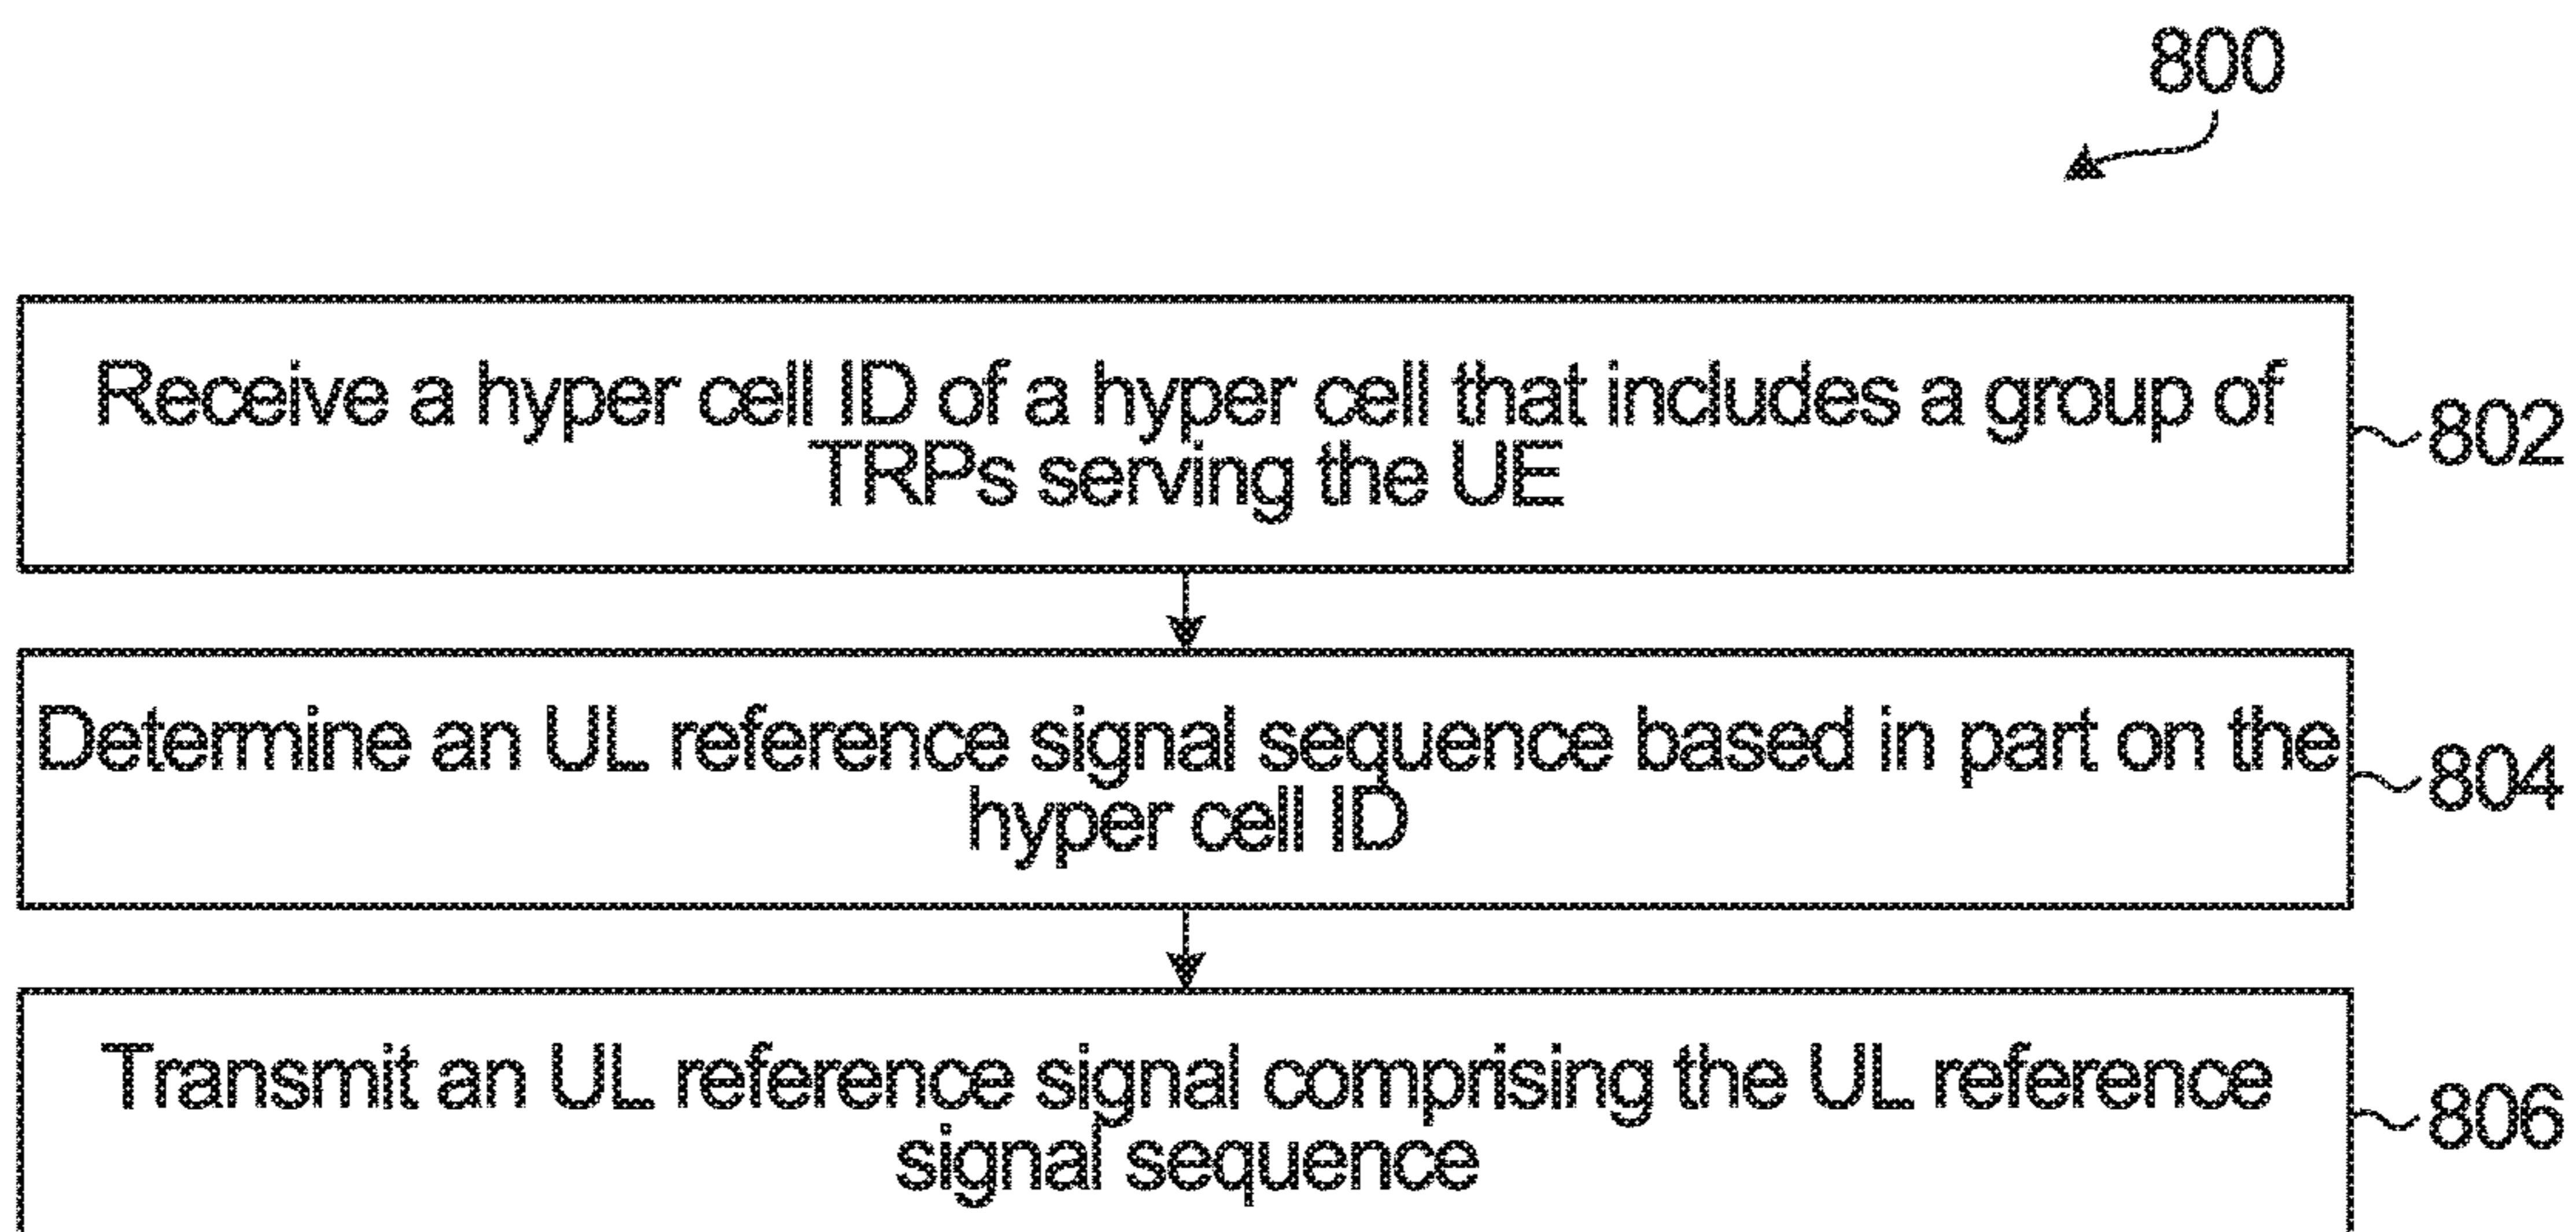 800
Receive a hyper cell ID of a hyper cell that includes a group of
TRPs serving the UE
802
Determine an UL reference signal sequence based in part on the
hyper cell ID
804
Transmit an UL reference signal comprising the UL reference
signal sequence
806